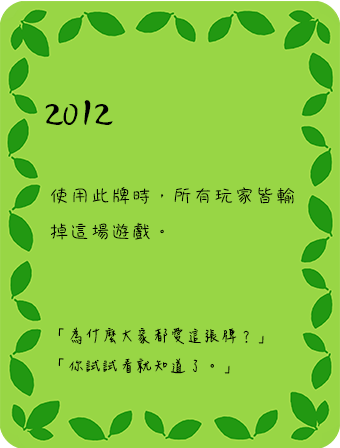 2012
使用此牌時，所有玩家皆輸
掉這場遊戲。
「為什麼大家都愛這張牌？」
「你試試看就知道了。」